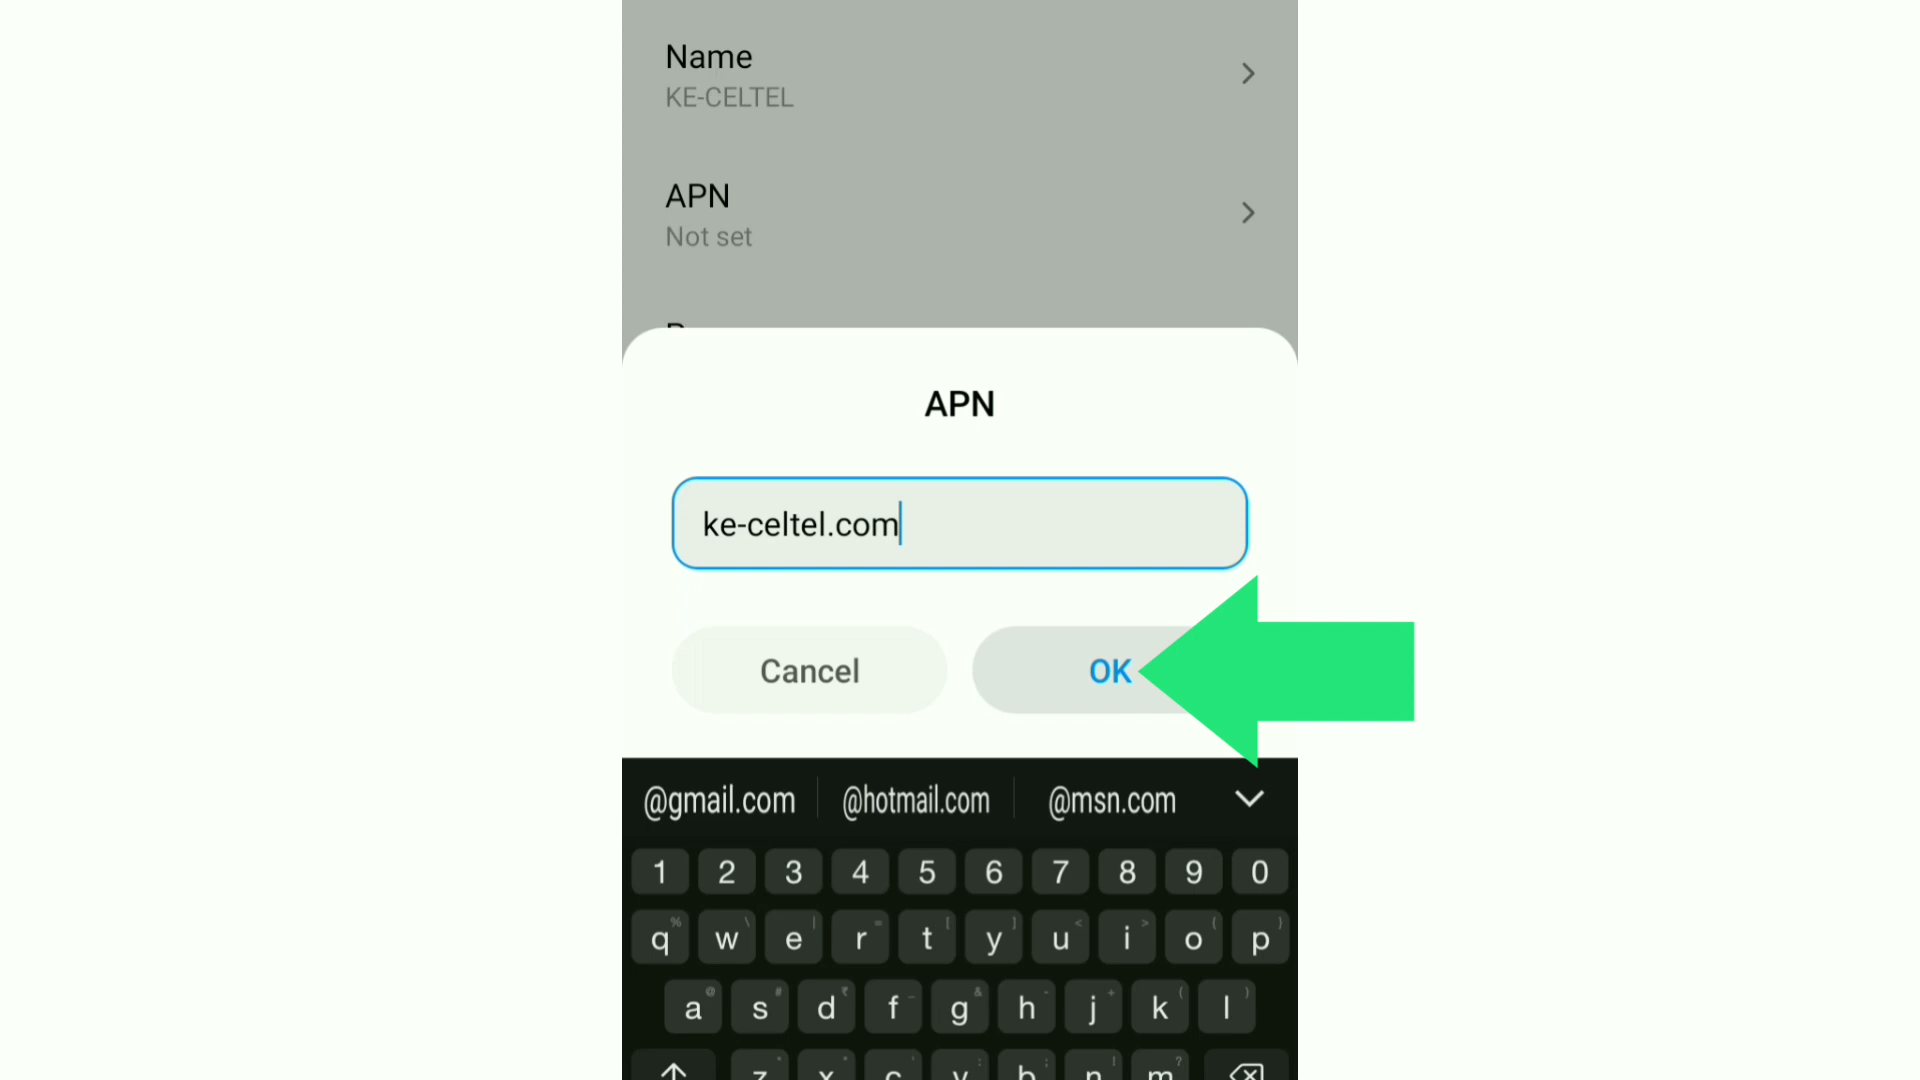 Name
KE-CELTEL
APN
Not set
APN
ke-celtel.com
Cancel
OK
@gmail.com @hotmail.com @msn.com
1 2 3 4 5 6 7 8 9 0
q w e r t y u i o p
a s d f g h j k l
z x c v b n m